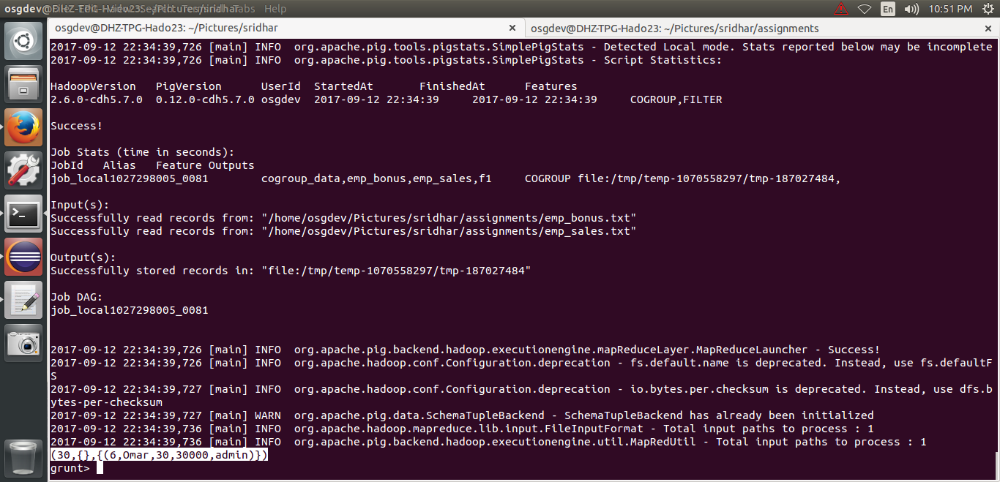 osgdev@DHZ-TPG-Hado23: ~/Pictures/sridhar Tabs Help
En 10:51 PM
osgdev@DHZ-TPG-Hado23: ~/Pictures/sridhar × osgdev@DHZ-TPG-Hado23: ~/Pictures/sridhar/assignments ×
2017-09-12 22:34:39,726 [main] INFO  org.apache.pig.tools.pigstats.SimplePigStats - Detected Local mode. Stats reported below may be incomplete
2017-09-12 22:34:39,726 [main] INFO  org.apache.pig.tools.pigstats.SimplePigStats - Script Statistics:
HadoopVersion   PigVersion      UserId  StartedAt       FinishedAt      Features
2.6.0-cdh5.7.0  0.12.0-cdh5.7.0 osgdev  2017-09-12 22:34:39     2017-09-12 22:34:39     COGROUP,FILTER
Success!
Job Stats (time in seconds):
JobId   Alias   Feature Outputs
job_local1027298005_0081        cogroup_data,emp_bonus,emp_sales,f1     COGROUP file:/tmp/temp-1070558297/tmp-187027484,
Input(s):
Successfully read records from: "/home/osgdev/Pictures/sridhar/assignments/emp_bonus.txt"
Successfully read records from: "/home/osgdev/Pictures/sridhar/assignments/emp_sales.txt"
Output(s):
Successfully stored records in: "file:/tmp/temp-1070558297/tmp-187027484"
Job DAG:
job_local1027298005_0081
2017-09-12 22:34:39,726 [main] INFO  org.apache.pig.backend.hadoop.executionengine.mapReduceLayer.MapReduceLauncher - Success!
2017-09-12 22:34:39,726 [main] INFO  org.apache.hadoop.conf.Configuration.deprecation - fs.default.name is deprecated. Instead, use fs.defaultF
S
2017-09-12 22:34:39,727 [main] INFO  org.apache.hadoop.conf.Configuration.deprecation - io.bytes.per.checksum is deprecated. Instead, use dfs.b
ytes-per-checksum
2017-09-12 22:34:39,727 [main] WARN  org.apache.pig.data.SchemaTupleBackend - SchemaTupleBackend has already been initialized
2017-09-12 22:34:39,736 [main] INFO  org.apache.hadoop.mapreduce.lib.input.FileInputFormat - Total input paths to process : 1
2017-09-12 22:34:39,736 [main] INFO  org.apache.pig.backend.hadoop.executionengine.util.MapRedUtil - Total input paths to process : 1
(30,{},{(6,Omar,30,30000,admin)})
grunt>